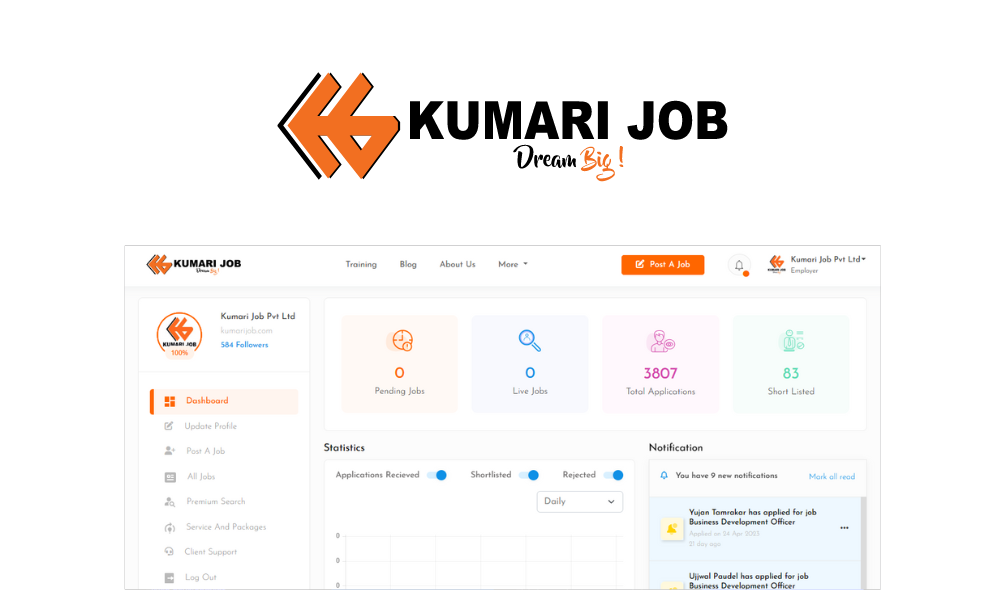 KUMARI JOB
Dream Big !
KUMARI JOB
Dream Big !
Training
Blog
About Us
More
Post A Job
Kumari Job Pvt Ltd
Employer
KUMARI JOB
100%
Kumari Job Pvt Ltd
kumarijob.com
584 Followers
Dashboard
Update Profile
Post A Job
All Jobs
Premium Search
Service And Packages
Client Support
Log Out
0
Pending Jobs
0
Live Jobs
3807
Total Applications
83
Short Listed
Statistics
Applications Recieved
Shortlisted
Rejected
Daily
0
0
0
Notification
You have 9 new notifications
Mark all read
Yujan Tamrakar has applied for job
Business Development Officer
Applied on 24 Apr 2023
21 day ago
Ujjwal Paudel has applied for job
Business Development Officer